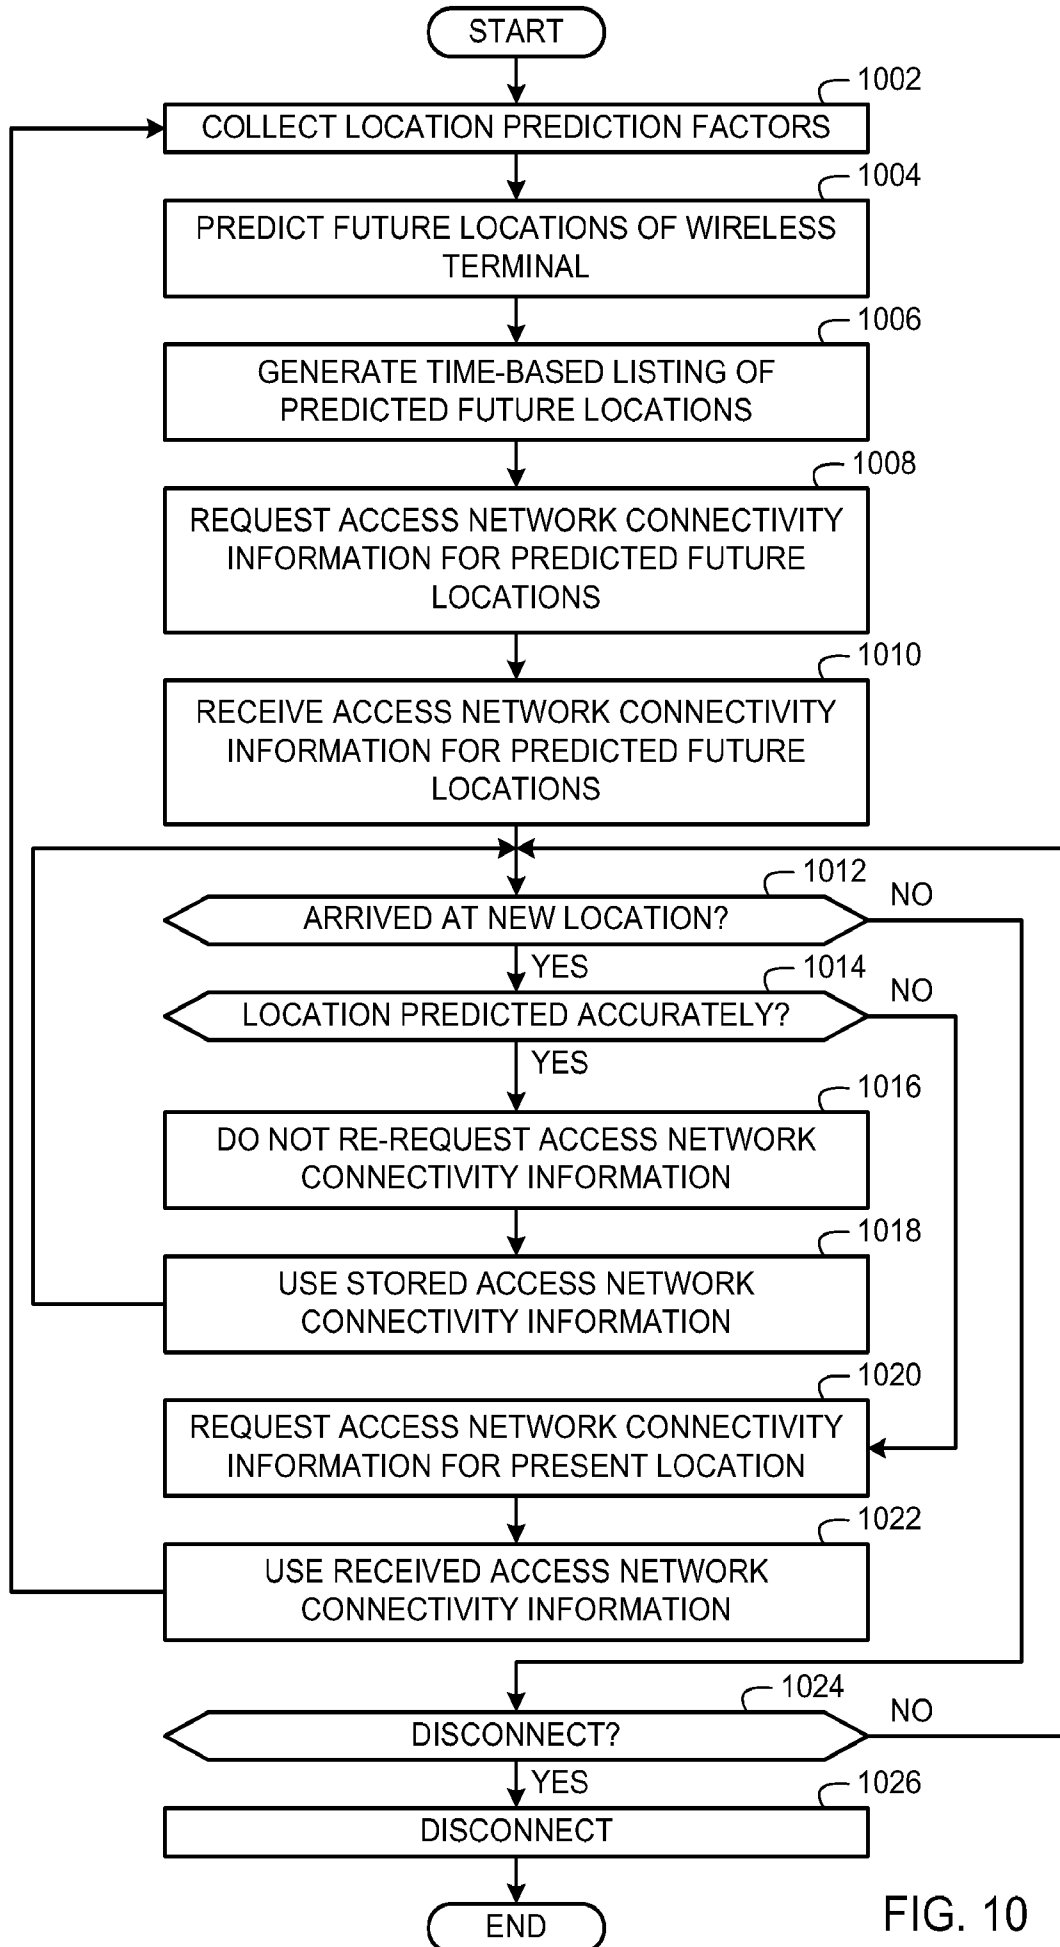 START
1002
COLLECT LOCATION PREDICTION FACTORS
1004
PREDICT FUTURE LOCATIONS OF WIRELESS
TERMINAL
1006
GENERATE TIME-BASED LISTING OF
PREDICTED FUTURE LOCATIONS
1008
REQUEST ACCESS NETWORK CONNECTIVITY
INFORMATION FOR PREDICTED FUTURE
LOCATIONS
1010
RECEIVE ACCESS NETWORK CONNECTIVITY
INFORMATION FOR PREDICTED FUTURE
LOCATIONS
1012
NO
ARRIVED AT NEW LOCATION?
YES
1014
NO
LOCATION PREDICTED ACCURATELY?
YES
1016
DO NOT RE-REQUEST ACCESS NETWORK
CONNECTIVITY INFORMATION
1018
USE STORED ACCESS NETWORK
CONNECTIVITY INFORMATION
1020
REQUEST ACCESS NETWORK CONNECTIVITY
INFORMATION FOR PRESENT LOCATION
1022
USE RECEIVED ACCESS NETWORK
CONNECTIVITY INFORMATION
1024
NO
DISCONNECT?
YES
1026
DISCONNECT
END
FIG. 10